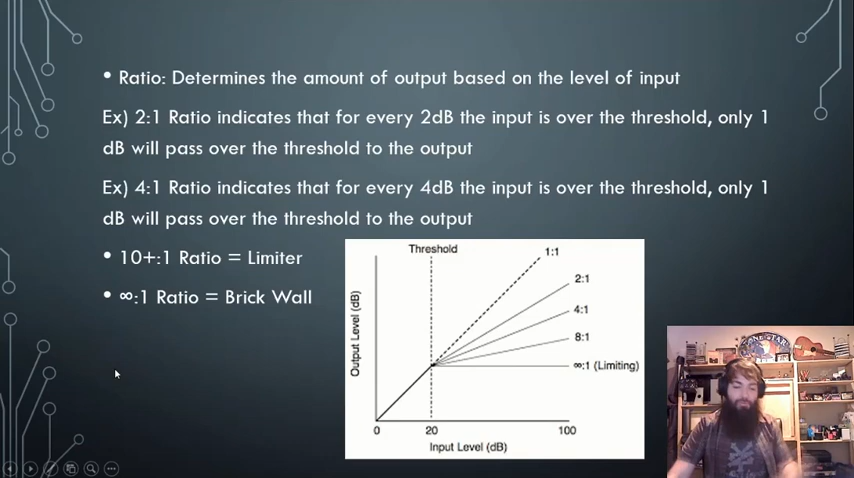 • Ratio: Determines the amount of output based on the level of input
Ex) 2:1 Ratio indicates that for every 2dB the input is over the threshold, only 1
dB will pass over the threshold to the output
Ex) 4:1 Ratio indicates that for every 4dB the input is over the threshold, only 1
dB will pass over the threshold to the output
• 10+:1 Ratio = Limiter
• ∞:1 Ratio = Brick Wall
Threshold
1:1
2:1
4:1
8:1
∞:1 (Limiting)
Output Level (dB)
0
20
100
Input Level (dB)